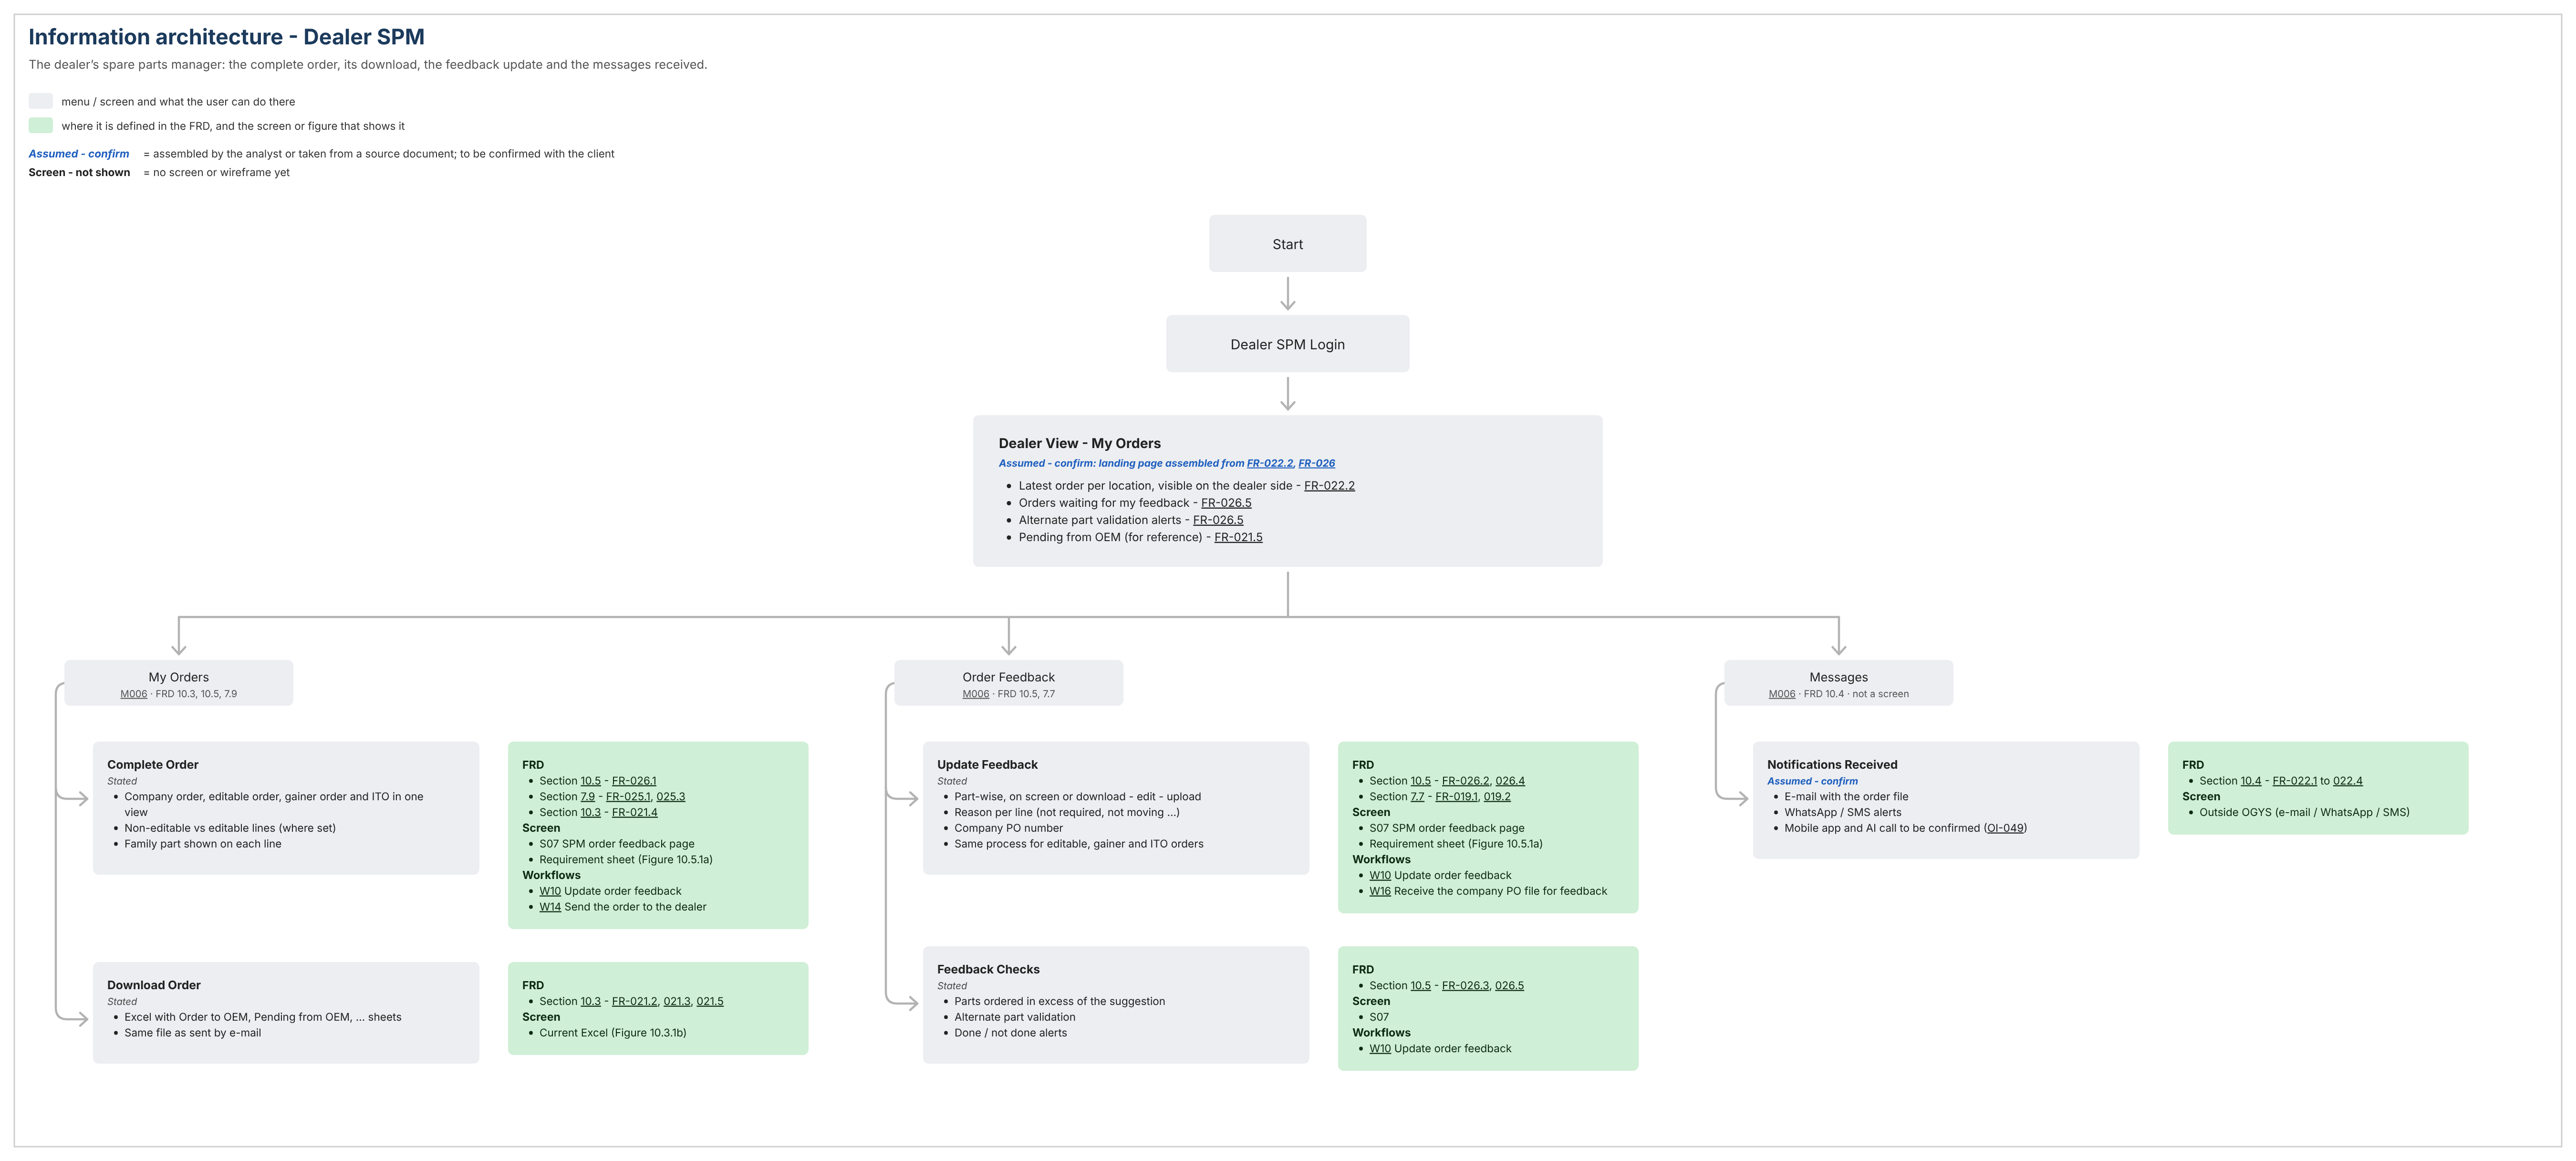 Information architecture - Dealer SPM
The dealer's spare parts manager: the complete order, its download, the feedback update and the messages received.
menu / screen and what the user can do there
where it is defined in the FRD, and the screen or figure that shows it
Assumed - confirm = assembled by the analyst or taken from a source document; to be confirmed with the client
Screen - not shown = no screen or wireframe yet
Start
Dealer SPM Login
Dealer View - My Orders
Assumed - confirm: landing page assembled from FR-022.2, FR-026
• Latest order per location, visible on the dealer side - FR-022.2
• Orders waiting for my feedback - FR-026.5
• Alternate part validation alerts - FR-026.5
• Pending from OEM (for reference) - FR-021.5
My Orders
M006 · FRD 10.3, 10.5, 7.9
Complete Order
Stated
• Company order, editable order, gainer order and ITO in one
view
• Non-editable vs editable lines (where set)
• Family part shown on each line
FRD
• Section 10.5 - FR-026.1
• Section 7.9 - FR-025.1, 025.3
• Section 10.3 - FR-021.4
Screen
• S07 SPM order feedback page
• Requirement sheet (Figure 10.5.1a)
Workflows
• W10 Update order feedback
• W14 Send the order to the dealer
Download Order
Stated
• Excel with Order to OEM, Pending from OEM, ... sheets
• Same file as sent by e-mail
FRD
• Section 10.3 - FR-021.2, 021.3, 021.5
Screen
• Current Excel (Figure 10.3.1b)
Order Feedback
M006 · FRD 10.5, 7.7
Update Feedback
Stated
• Part-wise, on screen or download - edit - upload
• Reason per line (not required, not moving ...)
• Company PO number
• Same process for editable, gainer and ITO orders
FRD
• Section 10.5 - FR-026.2, 026.4
• Section 7.7 - FR-019.1, 019.2
Screen
• S07 SPM order feedback page
• Requirement sheet (Figure 10.5.1a)
Workflows
• W10 Update order feedback
• W16 Receive the company PO file for feedback
Feedback Checks
Stated
• Parts ordered in excess of the suggestion
• Alternate part validation
• Done / not done alerts
FRD
• Section 10.5 - FR-026.3, 026.5
Screen
• S07
Workflows
• W10 Update order feedback
Messages
M006 · FRD 10.4 · not a screen
Notifications Received
Assumed - confirm
• E-mail with the order file
• WhatsApp / SMS alerts
• Mobile app and AI call to be confirmed (OI-049)
FRD
• Section 10.4 - FR-022.1 to 022.4
Screen
• Outside OGYS (e-mail / WhatsApp / SMS)